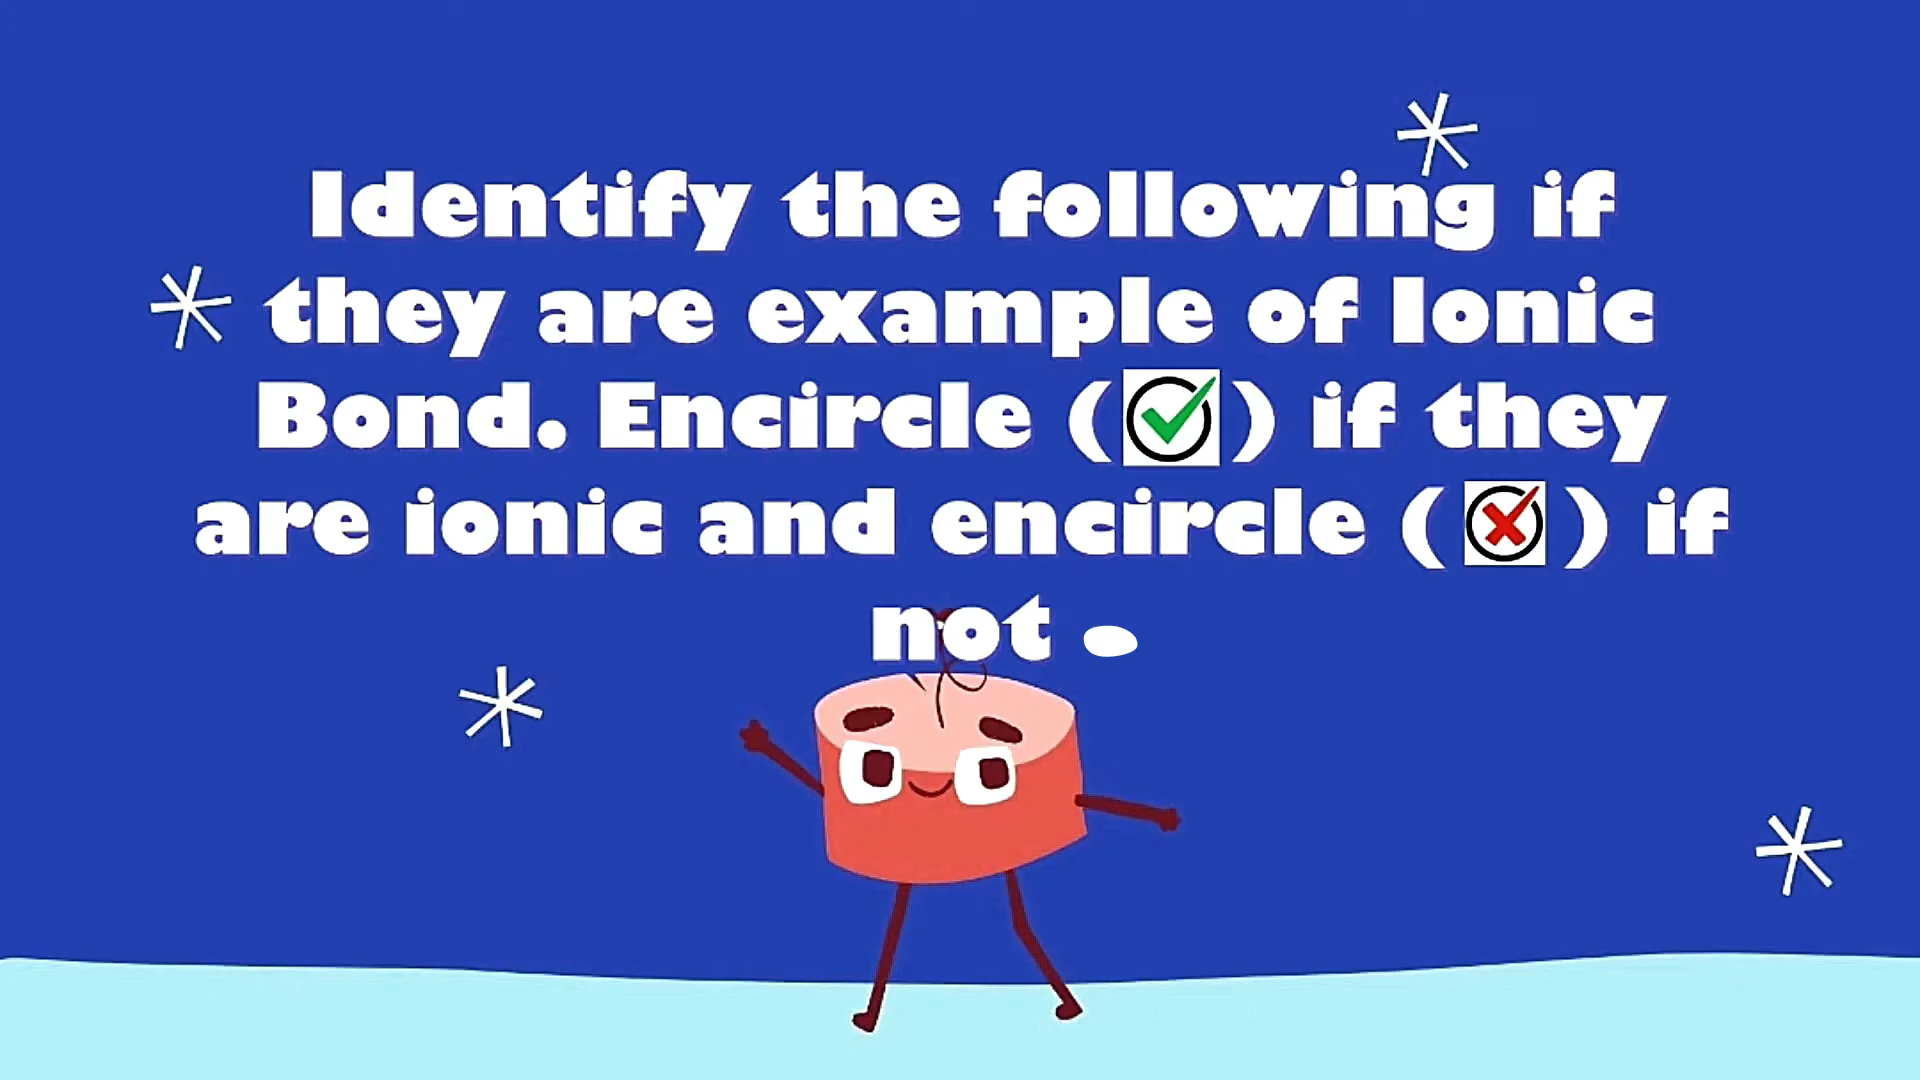 Identify the following if
they are example of Ionic
Bond. Encircle (✓) if they
are ionic and encircle (✗) if
not